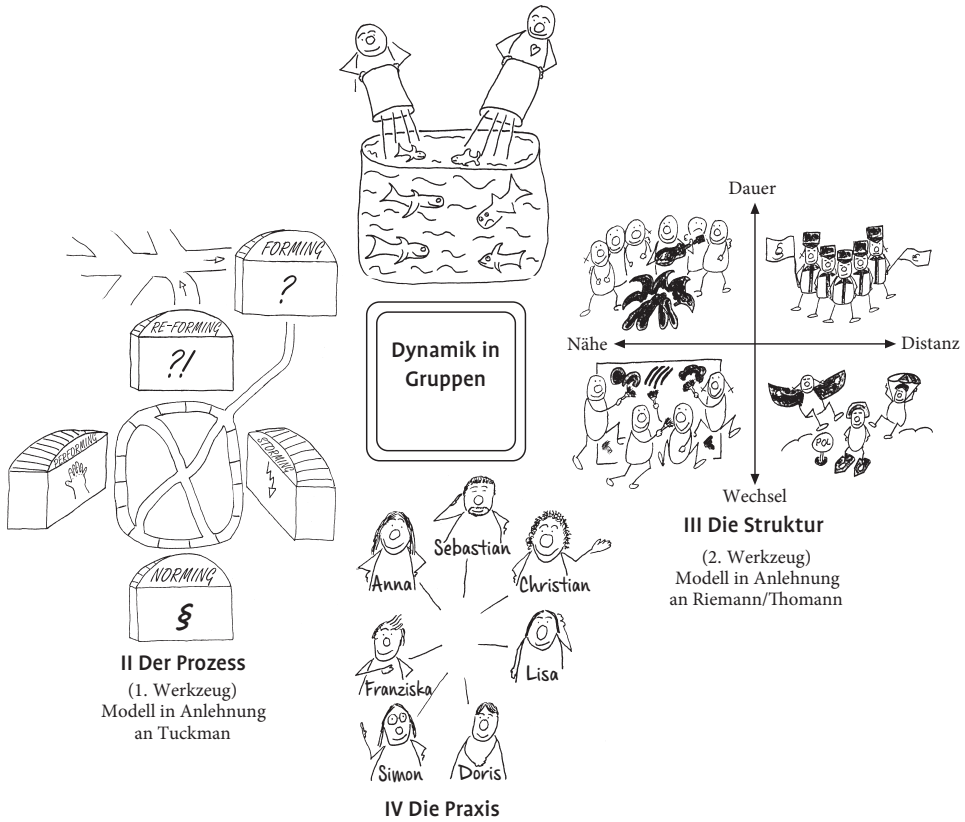 Dynamik in
Gruppen
FORMING
?
RE-FORMING
?!
PERFORMING
STORMING
NORMING
§
II Der Prozess
(1. Werkzeug)
Modell in Anlehnung
an Tuckman
Dauer
Nähe
Distanz
POL
Wechsel
III Die Struktur
(2. Werkzeug)
Modell in Anlehnung
an Riemann/Thomann
Sebastian
Anna
Christian
Franziska
Lisa
Simon
Doris
IV Die Praxis